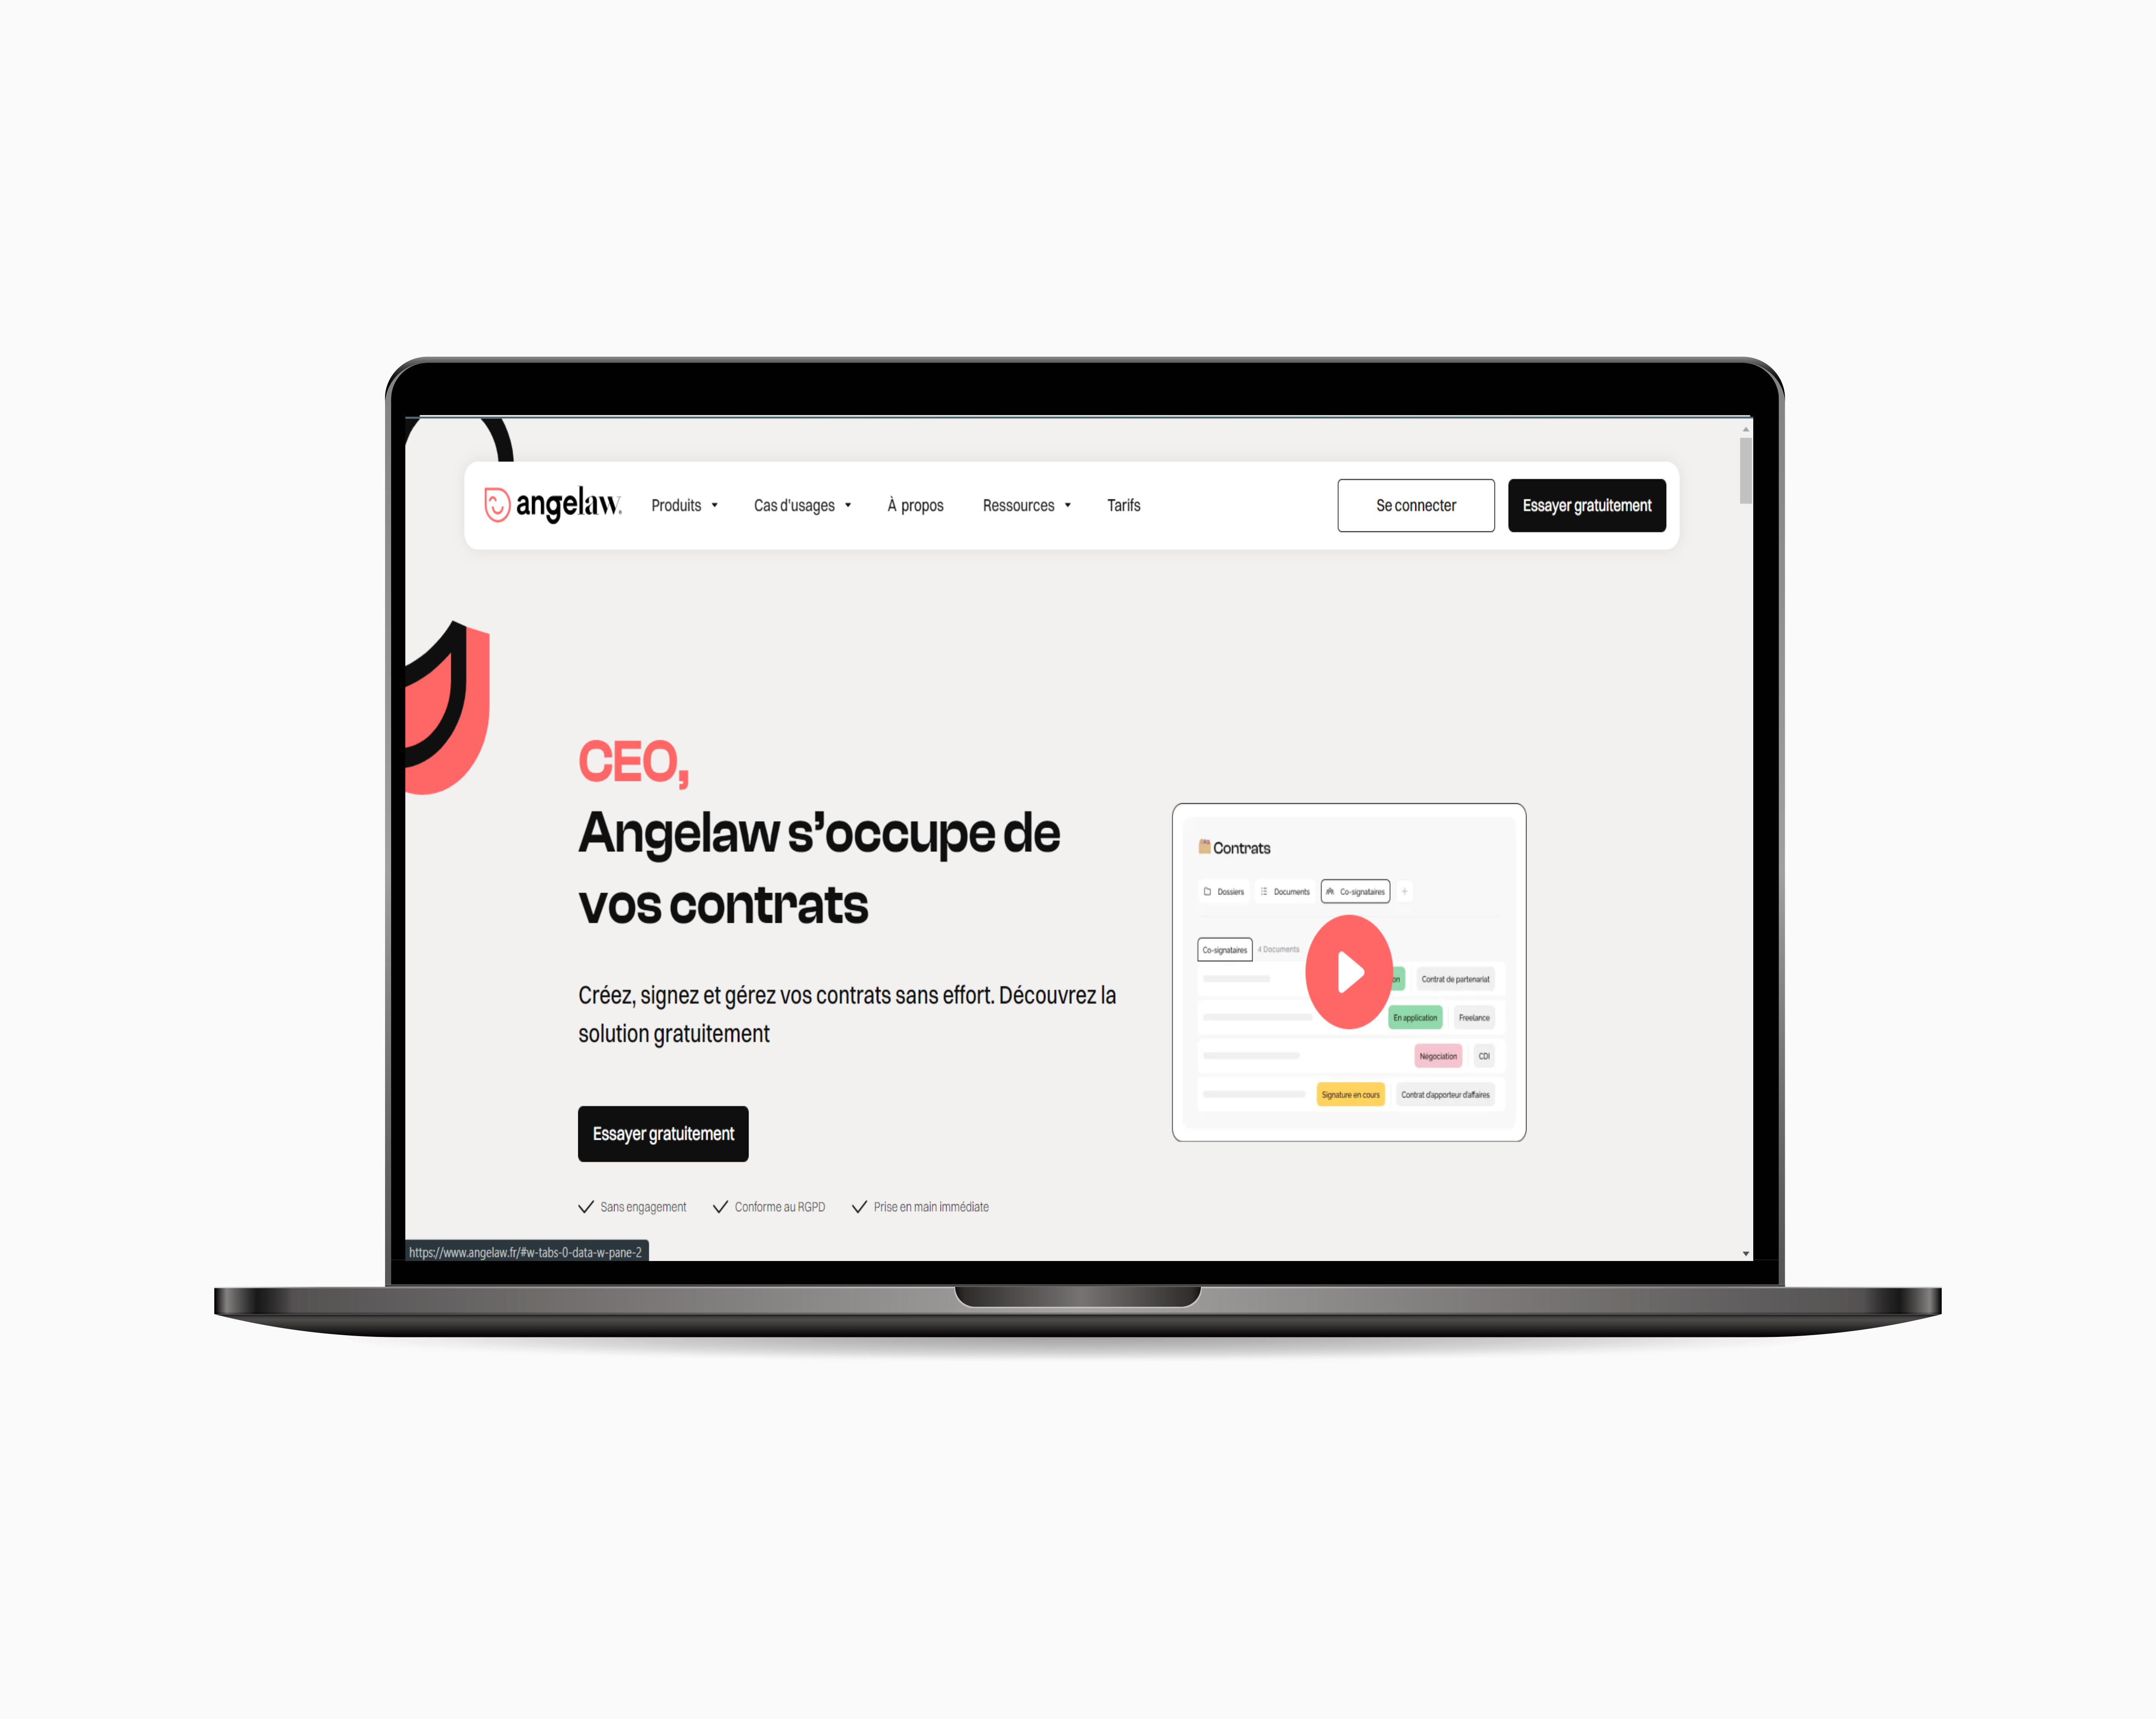 angelaw
Produits
Cas d'usages
À propos
Ressources
Tarifs
Se connecter
Essayer gratuitement
CEO,
Angelaw s’occupe de
vos contrats
Créez, signez et gérez vos contrats sans effort. Découvrez la
solution gratuitement
Essayer gratuitement
Sans engagement
Conforme au RGPD
Prise en main immédiate
Contrats
Dossiers
Documents
Co-signataires
Co-signataires
4 Documents
Contrat de partenariat
En application
Freelance
Négociation
CDI
Signature en cours
Contrat d'apporteur d'affaires
https://www.angelaw.fr/#w-tabs-0-data-w-pane-2